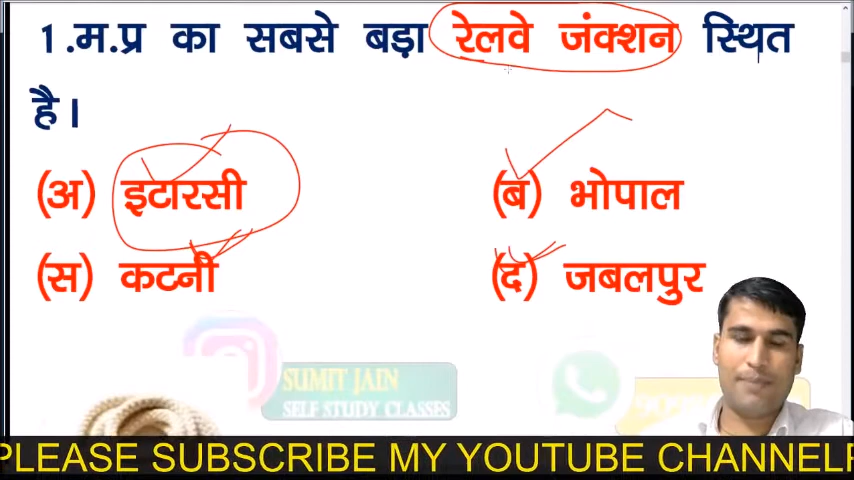 1.म.प्र का सबसे बड़ा रेलवे जंक्शन स्थित
है।
(अ) इटारसी (ब) भोपाल
(स) कटनी (द) जबलपुर
SUMIT JAIN
SELF STUDY CLASSES
PLEASE SUBSCRIBE MY YOUTUBE CHANNEL